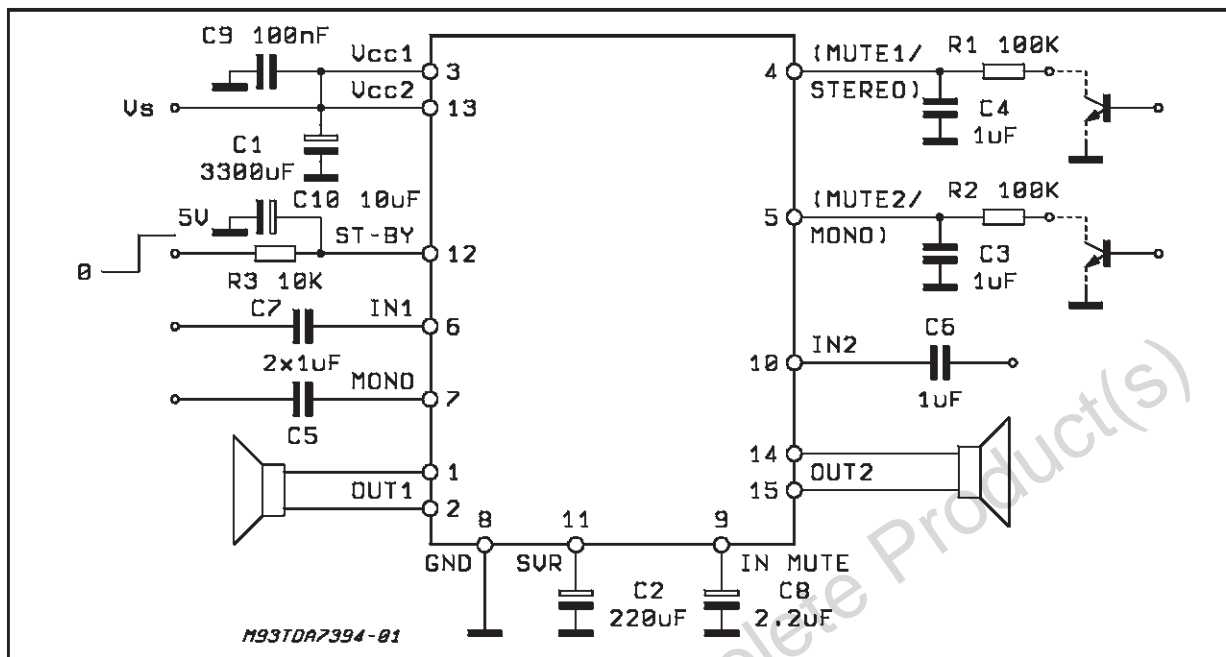 C9 100nF
Vcc1
3
Vcc2
Vs
13
C1
3300uF
C10 10uF
5V
ST-BY
0
12
R3 10K
C7
IN1
6
2x1uF
MONO
7
C5
1
OUT1
2
(MUTE1/
STEREO)
4
R1 100K
C4
1uF
(MUTE2/
MONO)
5
R2 100K
C3
1uF
IN2
10
C6
1uF
14
OUT2
15
8
11
9
GND
SVR
IN MUTE
C2
220uF
C8
2.2uF
M93TDA7394-01
lete Product(s)